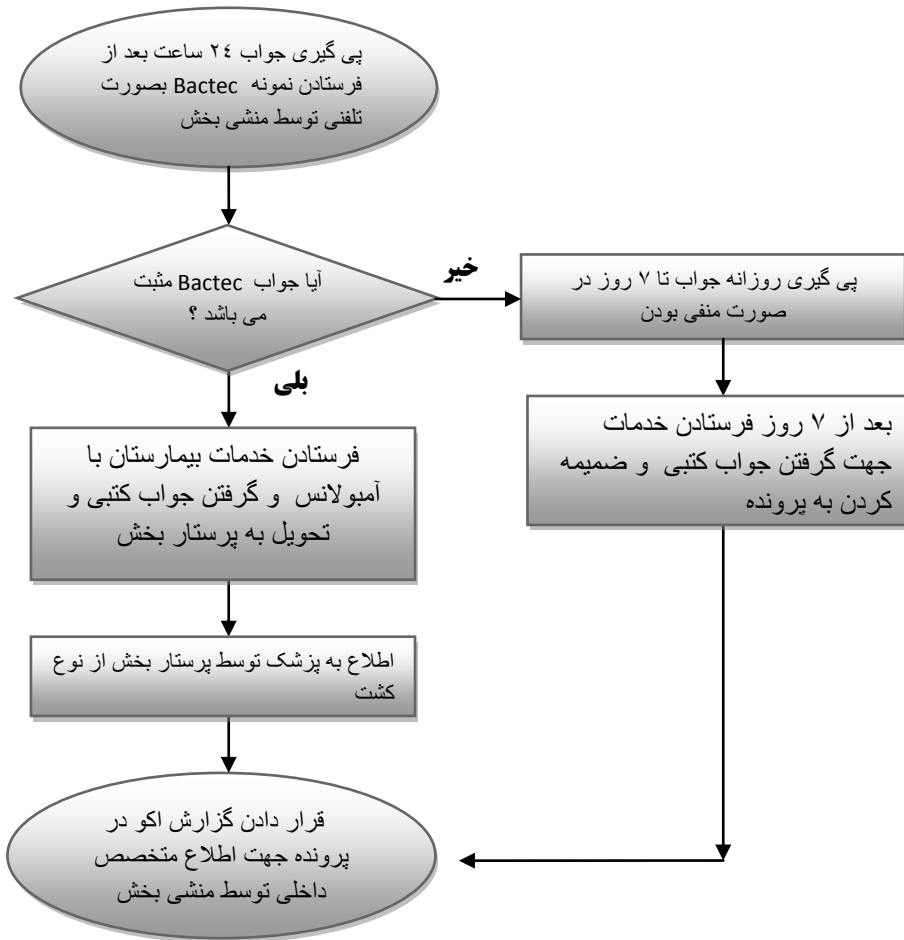 پی گیری جواب ٢٤ ساعت بعد از
فرستادن نمونه Bactec بصورت
تلفنی توسط منشی بخش
آیا جواب Bactec مثبت
می باشد ؟
خیر
پی گیری روزانه جواب تا ٧ روز در
صورت منفی بودن
بلی
بعد از ٧ روز فرستادن خدمات
جهت گرفتن جواب کتبی و ضمیمه
کردن به پرونده
فرستادن خدمات بیمارستان با
آمبولانس و گرفتن جواب کتبی و
تحویل به پرستار بخش
اطلاع به پزشک توسط پرستار بخش از نوع
کشت
قرار دادن گزارش اکو در
پرونده جهت اطلاع متخصص
داخلی توسط منشی بخش